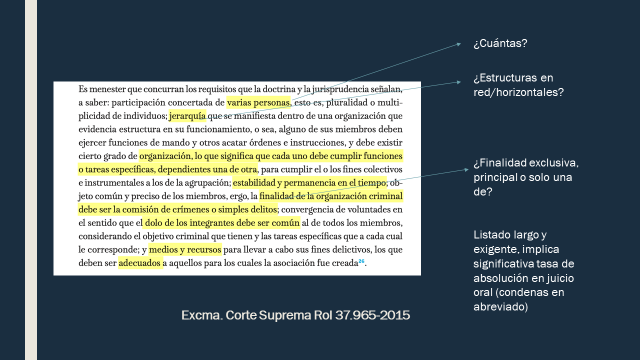 Es menester que concurran los requisitos que la doctrina y la jurisprudencia señalan,
a saber: participación concertada de varias personas, esto es, pluralidad o multi-
plicidad de individuos; jerarquía que se manifiesta dentro de una organización que
evidencia estructura en su funcionamiento, o sea, alguno de sus miembros deben
ejercer funciones de mando y otros acatar órdenes e instrucciones, y debe existir
cierto grado de organización, lo que significa que cada uno debe cumplir funciones
o tareas específicas, dependientes una de otra, para cumplir el o los fines colectivos
e instrumentales a los de la agrupación; estabilidad y permanencia en el tiempo; ob-
jeto común y preciso de los miembros, ergo, la finalidad de la organización criminal
debe ser la comisión de crímenes o simples delitos; convergencia de voluntades en
el sentido que el dolo de los integrantes debe ser común al de todos los miembros,
considerando el objetivo criminal que tienen y las tareas específicas que a cada cual
le corresponde; y medios y recursos para llevar a cabo sus fines delictivos, los que
deben ser adecuados a aquellos para los cuales la asociación fue creada²⁶.
Excma. Corte Suprema Rol 37.965-2015
¿Cuántas?
¿Estructuras en
red/horizontales?
¿Finalidad exclusiva,
principal o solo una
de?
Listado largo y
exigente, implica
significativa tasa de
absolución en juicio
oral (condenas en
abreviado)